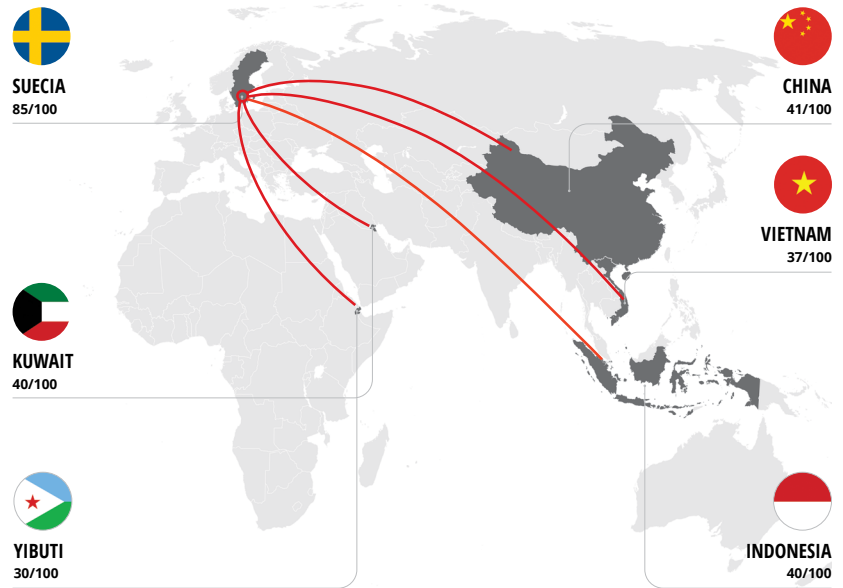 SUECIA
85/100
CHINA
41/100
VIETNAM
37/100
KUWAIT
40/100
YIBUTI
30/100
INDONESIA
40/100